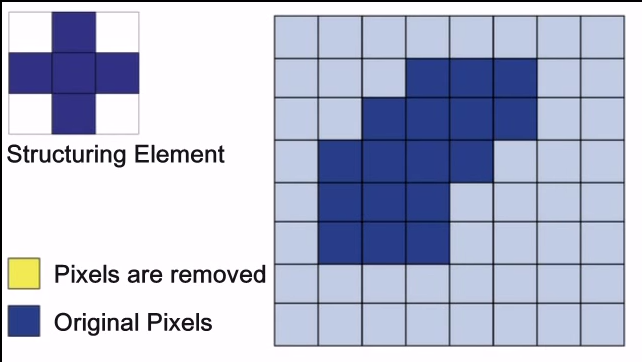 Structuring Element
Pixels are removed
Original Pixels